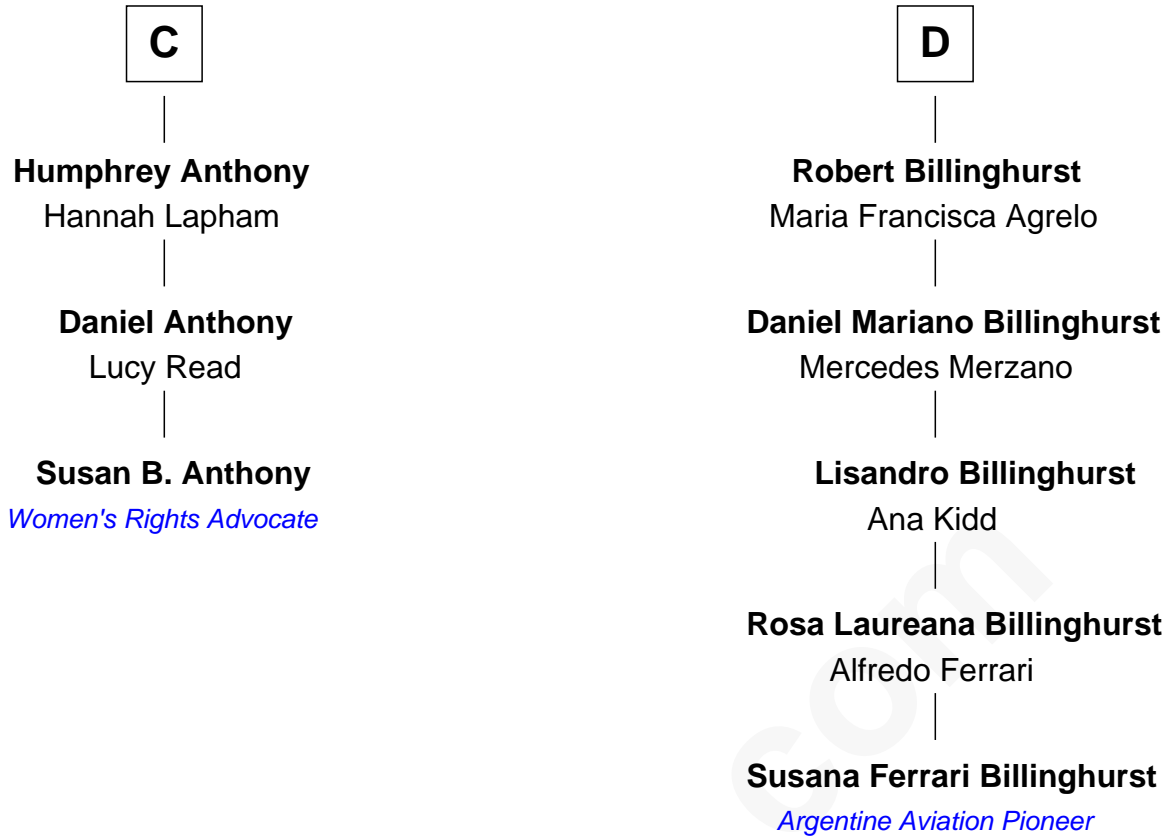 C
Humphrey Anthony
Hannah Lapham
Daniel Anthony
Lucy Read
Susan B. Anthony
Women's Rights Advocate
D
Robert Billinghurst
Maria Francisca Agrelo
Daniel Mariano Billinghurst
Mercedes Merzano
Lisandro Billinghurst
Ana Kidd
Rosa Laureana Billinghurst
Alfredo Ferrari
Susana Ferrari Billinghurst
Argentine Aviation Pioneer
com